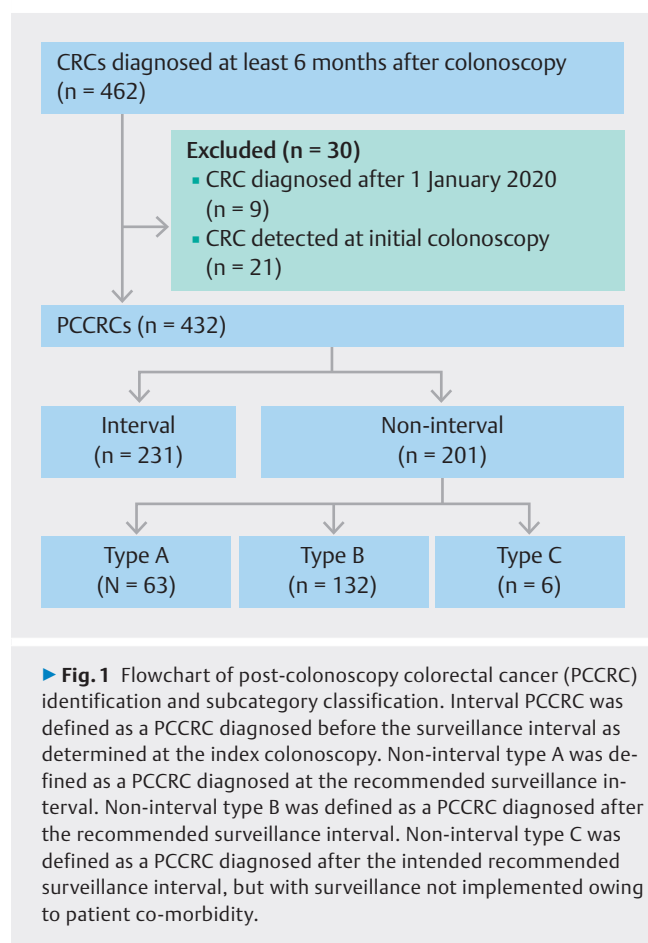 CRCs diagnosed at least 6 months after colonoscopy
(n = 462)
Excluded (n = 30)
▪ CRC diagnosed after 1 January 2020
(n = 9)
▪ CRC detected at initial colonoscopy
(n = 21)
PCCRCs (n = 432)
Interval
(n = 231)
Non-interval
(n = 201)
Type A
(N = 63)
Type B
(n = 132)
Type C
(n = 6)
▶ Fig. 1 Flowchart of post-colonoscopy colorectal cancer (PCCRC)
identification and subcategory classification. Interval PCCRC was
defined as a PCCRC diagnosed before the surveillance interval as
determined at the index colonoscopy. Non-interval type A was de-
fined as a PCCRC diagnosed at the recommended surveillance in-
terval. Non-interval type B was defined as a PCCRC diagnosed after
the recommended surveillance interval. Non-interval type C was
defined as a PCCRC diagnosed after the intended recommended
surveillance interval, but with surveillance not implemented owing
to patient co-morbidity.